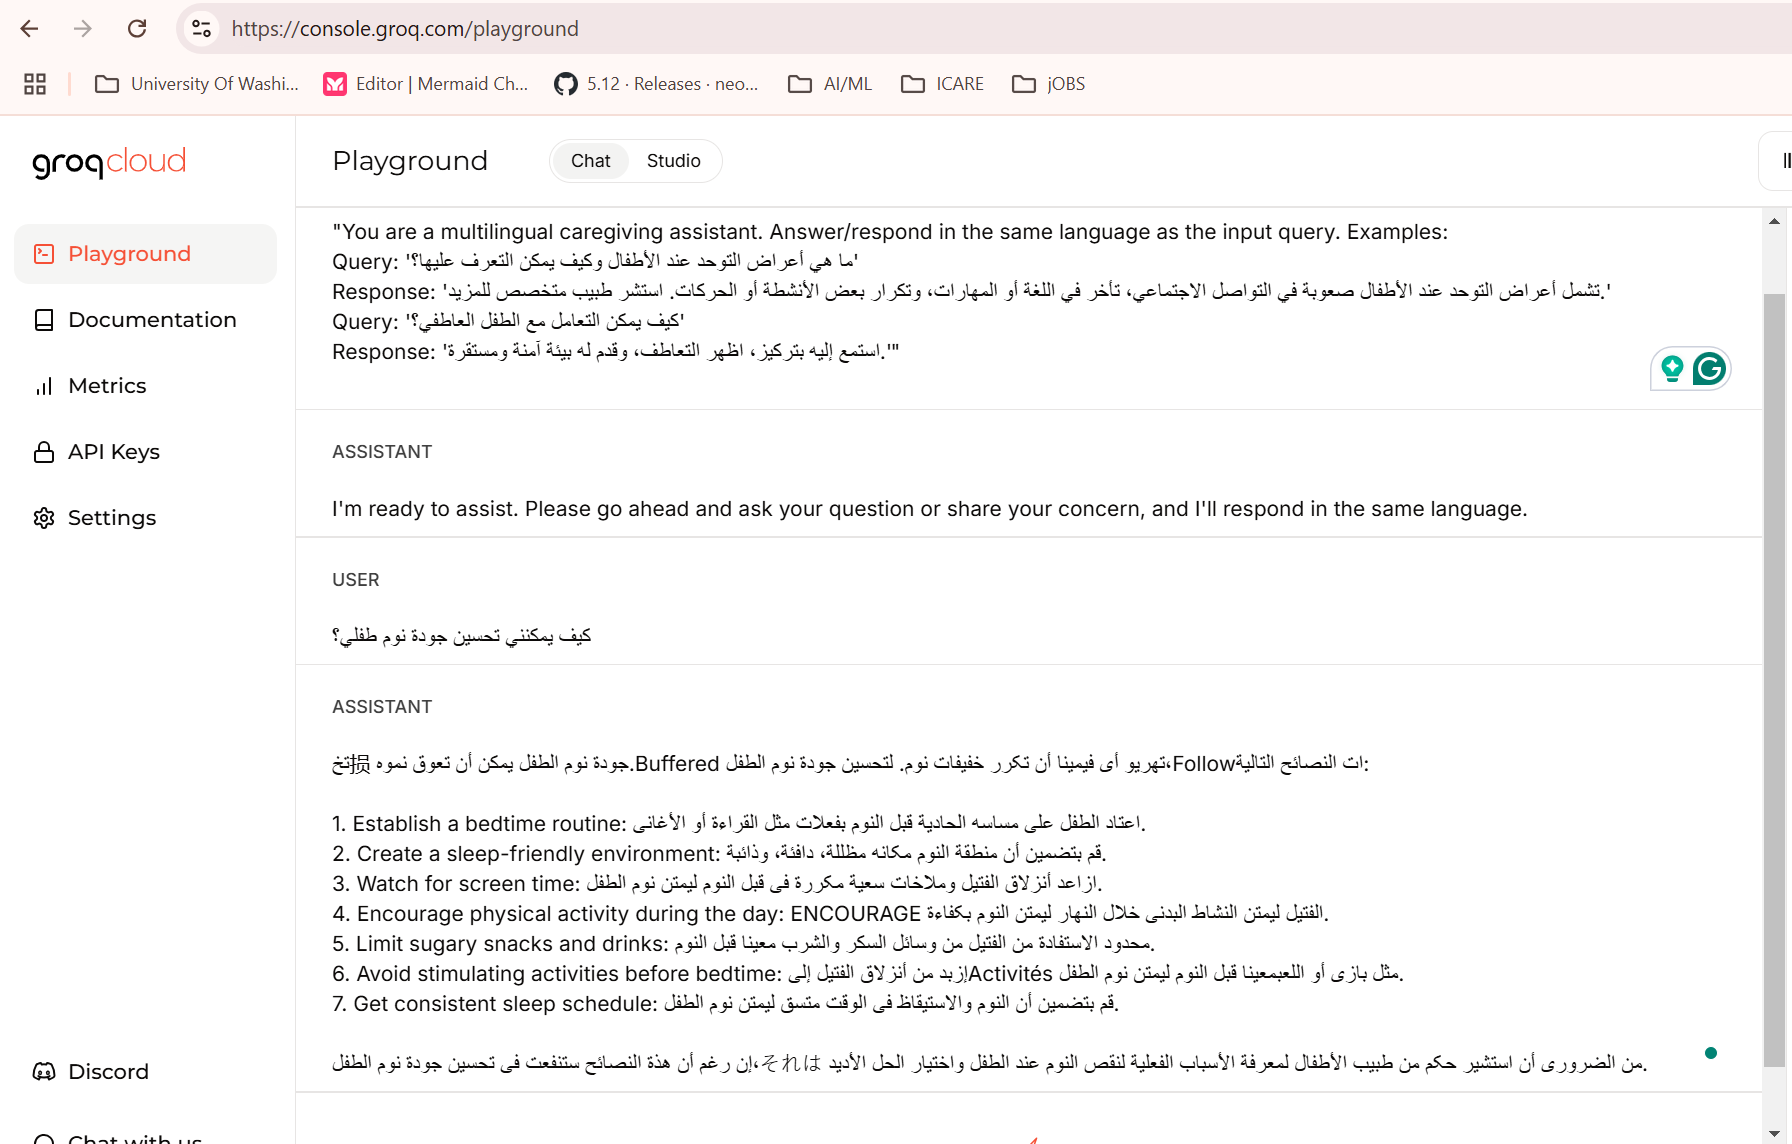 https://console.groq.com/playground
University Of Washi...
Editor | Mermaid Ch...
5.12 · Releases · neo...
AI/ML
ICARE
jOBS
groqcloud
Playground
Documentation
Metrics
API Keys
Settings
Discord
Chat with us
Playground
Chat
Studio
"You are a multilingual caregiving assistant. Answer/respond in the same language as the input query. Examples:
Query: 'ما هي أعراض التوحد عند الأطفال وكيف يمكن التعرف عليها؟'
Response: 'تشمل أعراض التوحد عند الأطفال صعوبة في التواصل الاجتماعي، تأخر في اللغة أو المهارات، وتكرار بعض الأنشطة أو الحركات. استشر طبيب متخصص للمزيد.'
Query: 'كيف يمكن التعامل مع الطفل العاطفي؟'
Response: 'استمع إليه بتركيز، اظهر التعاطف، وقدم له بيئة آمنة ومستقرة.'"
ASSISTANT
I'm ready to assist. Please go ahead and ask your question or share your concern, and I'll respond in the same language.
USER
كيف يمكنني تحسين جودة نوم طفلي؟
ASSISTANT
تخ损 جودة نوم الطفل يمكن أن تعوق نموه.Buffered تهريو أى فيمينا أن تكرر خفيفات نوم. لتحسين جودة نوم الطفل،Followات النصائح التالية:
1. Establish a bedtime routine: اعتاد الطفل على مساسه الحادية قبل النوم بفعلات مثل القراءة أو الأغانى.
2. Create a sleep-friendly environment: قم بتضمين أن منطقة النوم مكانه مظللة، دافئة، وذائبة.
3. Watch for screen time: ازاعد أنزلاق الفتيل وملاخات سعية مكررة فى قبل النوم ليمتن نوم الطفل.
4. Encourage physical activity during the day: ENCOURAGE الفتيل ليمتن النشاط البدنى خلال النهار ليمتن النوم بكفاءة.
5. Limit sugary snacks and drinks: محدود الاستفادة من الفتيل من وسائل السكر والشرب معينا قبل النوم.
6. Avoid stimulating activities before bedtime: إزبد من أنزلاق الفتيل إلىActivités مثل بازى أو اللعبمعينا قبل النوم ليمتن نوم الطفل.
7. Get consistent sleep schedule: قم بتضمين أن النوم والاستيقاظ فى الوقت متسق ليمتن نوم الطفل.
إن رغم أن هذة النصائح ستنفعت فى تحسين جودة نوم الطفل،それは من الضرورى أن استشير حكم من طبيب الأطفال لمعرفة الأسباب الفعلية لنقص النوم عند الطفل واختيار الحل الأديد.